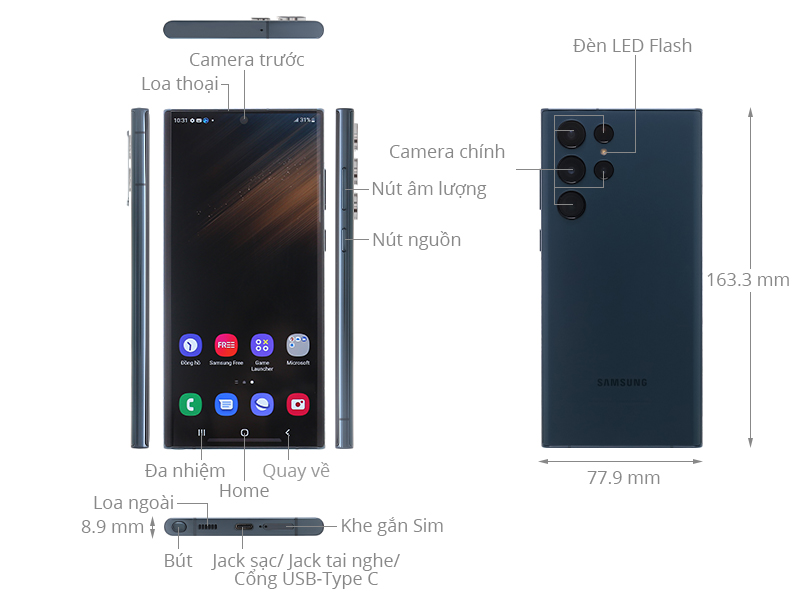 Đèn LED Flash
Camera trước
Loa thoại
10:31
31%
Camera chính
Nút âm lượng
Nút nguồn
163.3 mm
Đồng hồ
Samsung Free
Game Launcher
Microsoft
FREE
SAMSUNG
Đa nhiệm
Quay về
Home
77.9 mm
Loa ngoài
8.9 mm
Khe gắn Sim
Bút
Jack sạc/ Jack tai nghe/
Cổng USB-Type C